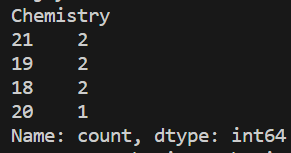 Chemistry
21    2
19    2
18    2
20    1
Name: count, dtype: int64